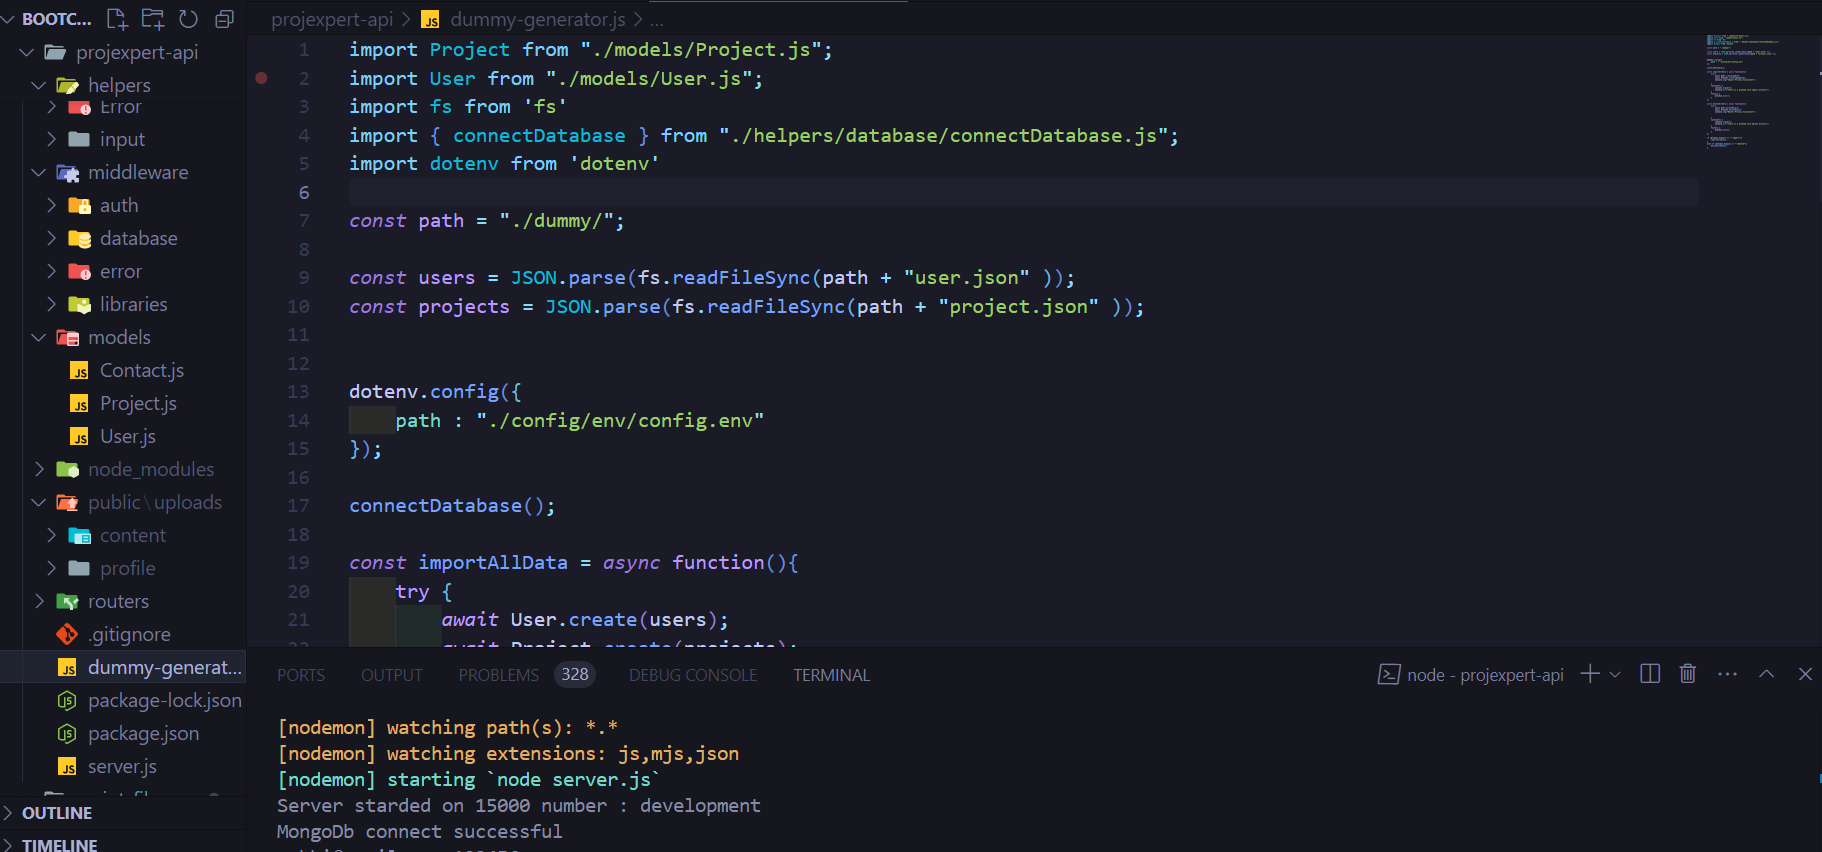 BOOTC...
projexpert-api
helpers
Error
input
middleware
auth
database
error
libraries
models
Contact.js
Project.js
User.js
node_modules
public\uploads
content
profile
routers
.gitignore
dummy-generat...
package-lock.json
package.json
server.js
OUTLINE
TIMELINE
projexpert-api > JS dummy-generator.js > ...
1 import Project from "./models/Project.js";
2 import User from "./models/User.js";
3 import fs from 'fs'
4 import { connectDatabase } from "./helpers/database/connectDatabase.js";
5 import dotenv from 'dotenv'
6
7 const path = "./dummy/";
8
9 const users = JSON.parse(fs.readFileSync(path + "user.json" ));
10 const projects = JSON.parse(fs.readFileSync(path + "project.json" ));
11
12
13 dotenv.config({
14 path : "./config/env/config.env"
15 });
16
17 connectDatabase();
18
19 const importAllData = async function(){
20 try {
21 await User.create(users);
22 await Project.create(projects);
PORTS OUTPUT PROBLEMS 328 DEBUG CONSOLE TERMINAL node - projexpert-api
[nodemon] watching path(s): *.*
[nodemon] watching extensions: js,mjs,json
[nodemon] starting `node server.js`
Server starded on 15000 number : development
MongoDb connect successful